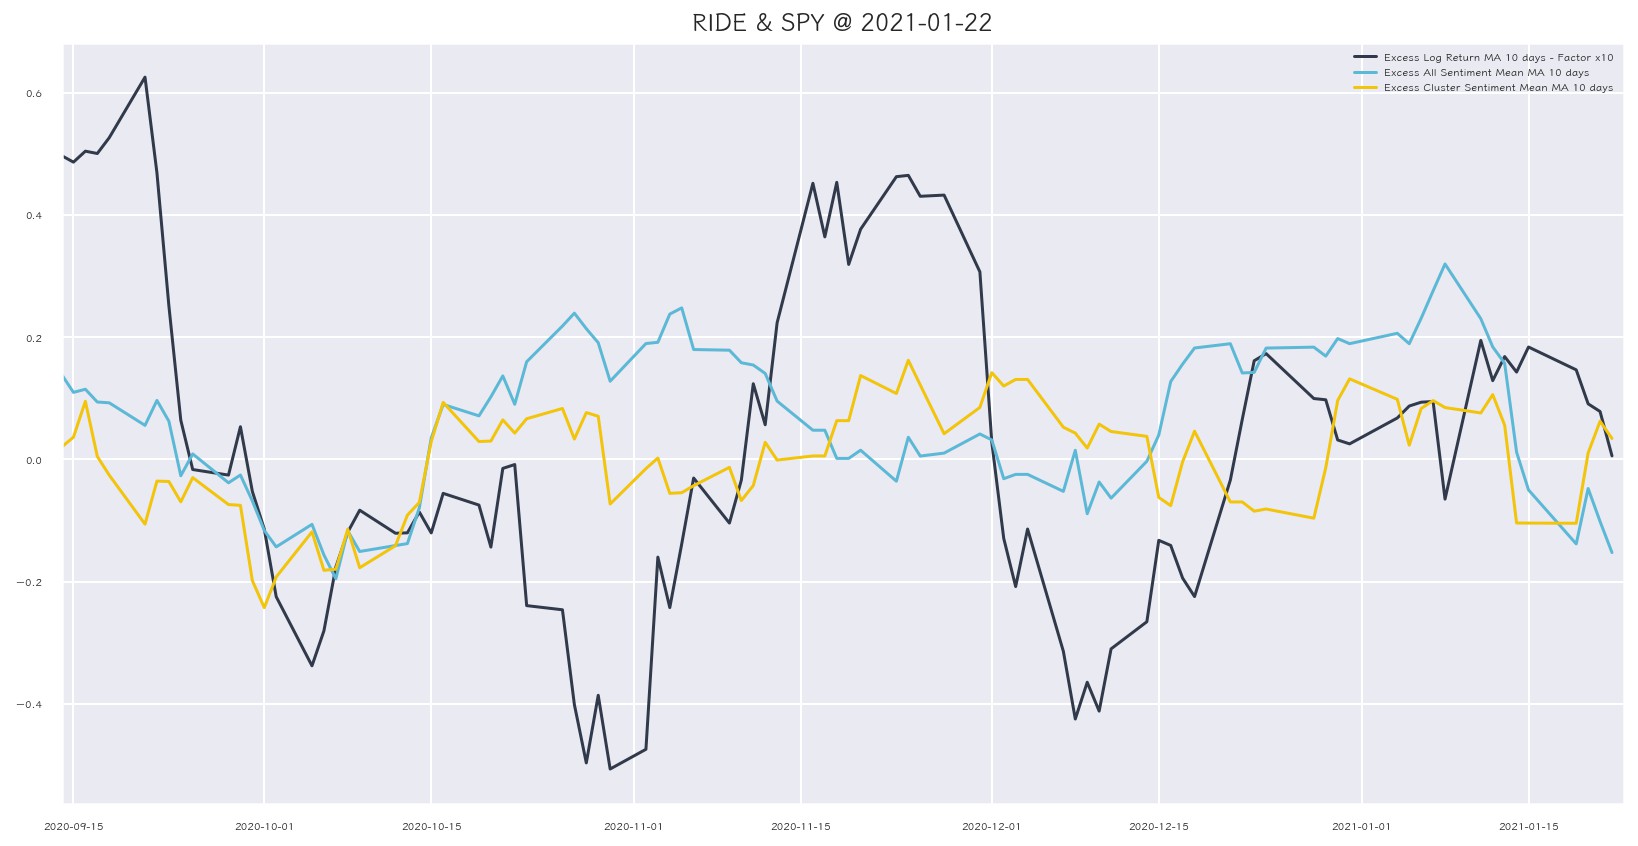 RIDE & SPY @ 2021-01-22
Excess Log Return MA 10 days - Factor x10
Excess All Sentiment Mean MA 10 days
Excess Cluster Sentiment Mean MA 10 days
0.6
0.4
0.2
0.0
−0.2
−0.4
2020-09-15 2020-10-01 2020-10-15 2020-11-01 2020-11-15 2020-12-01 2020-12-15 2021-01-01 2021-01-15